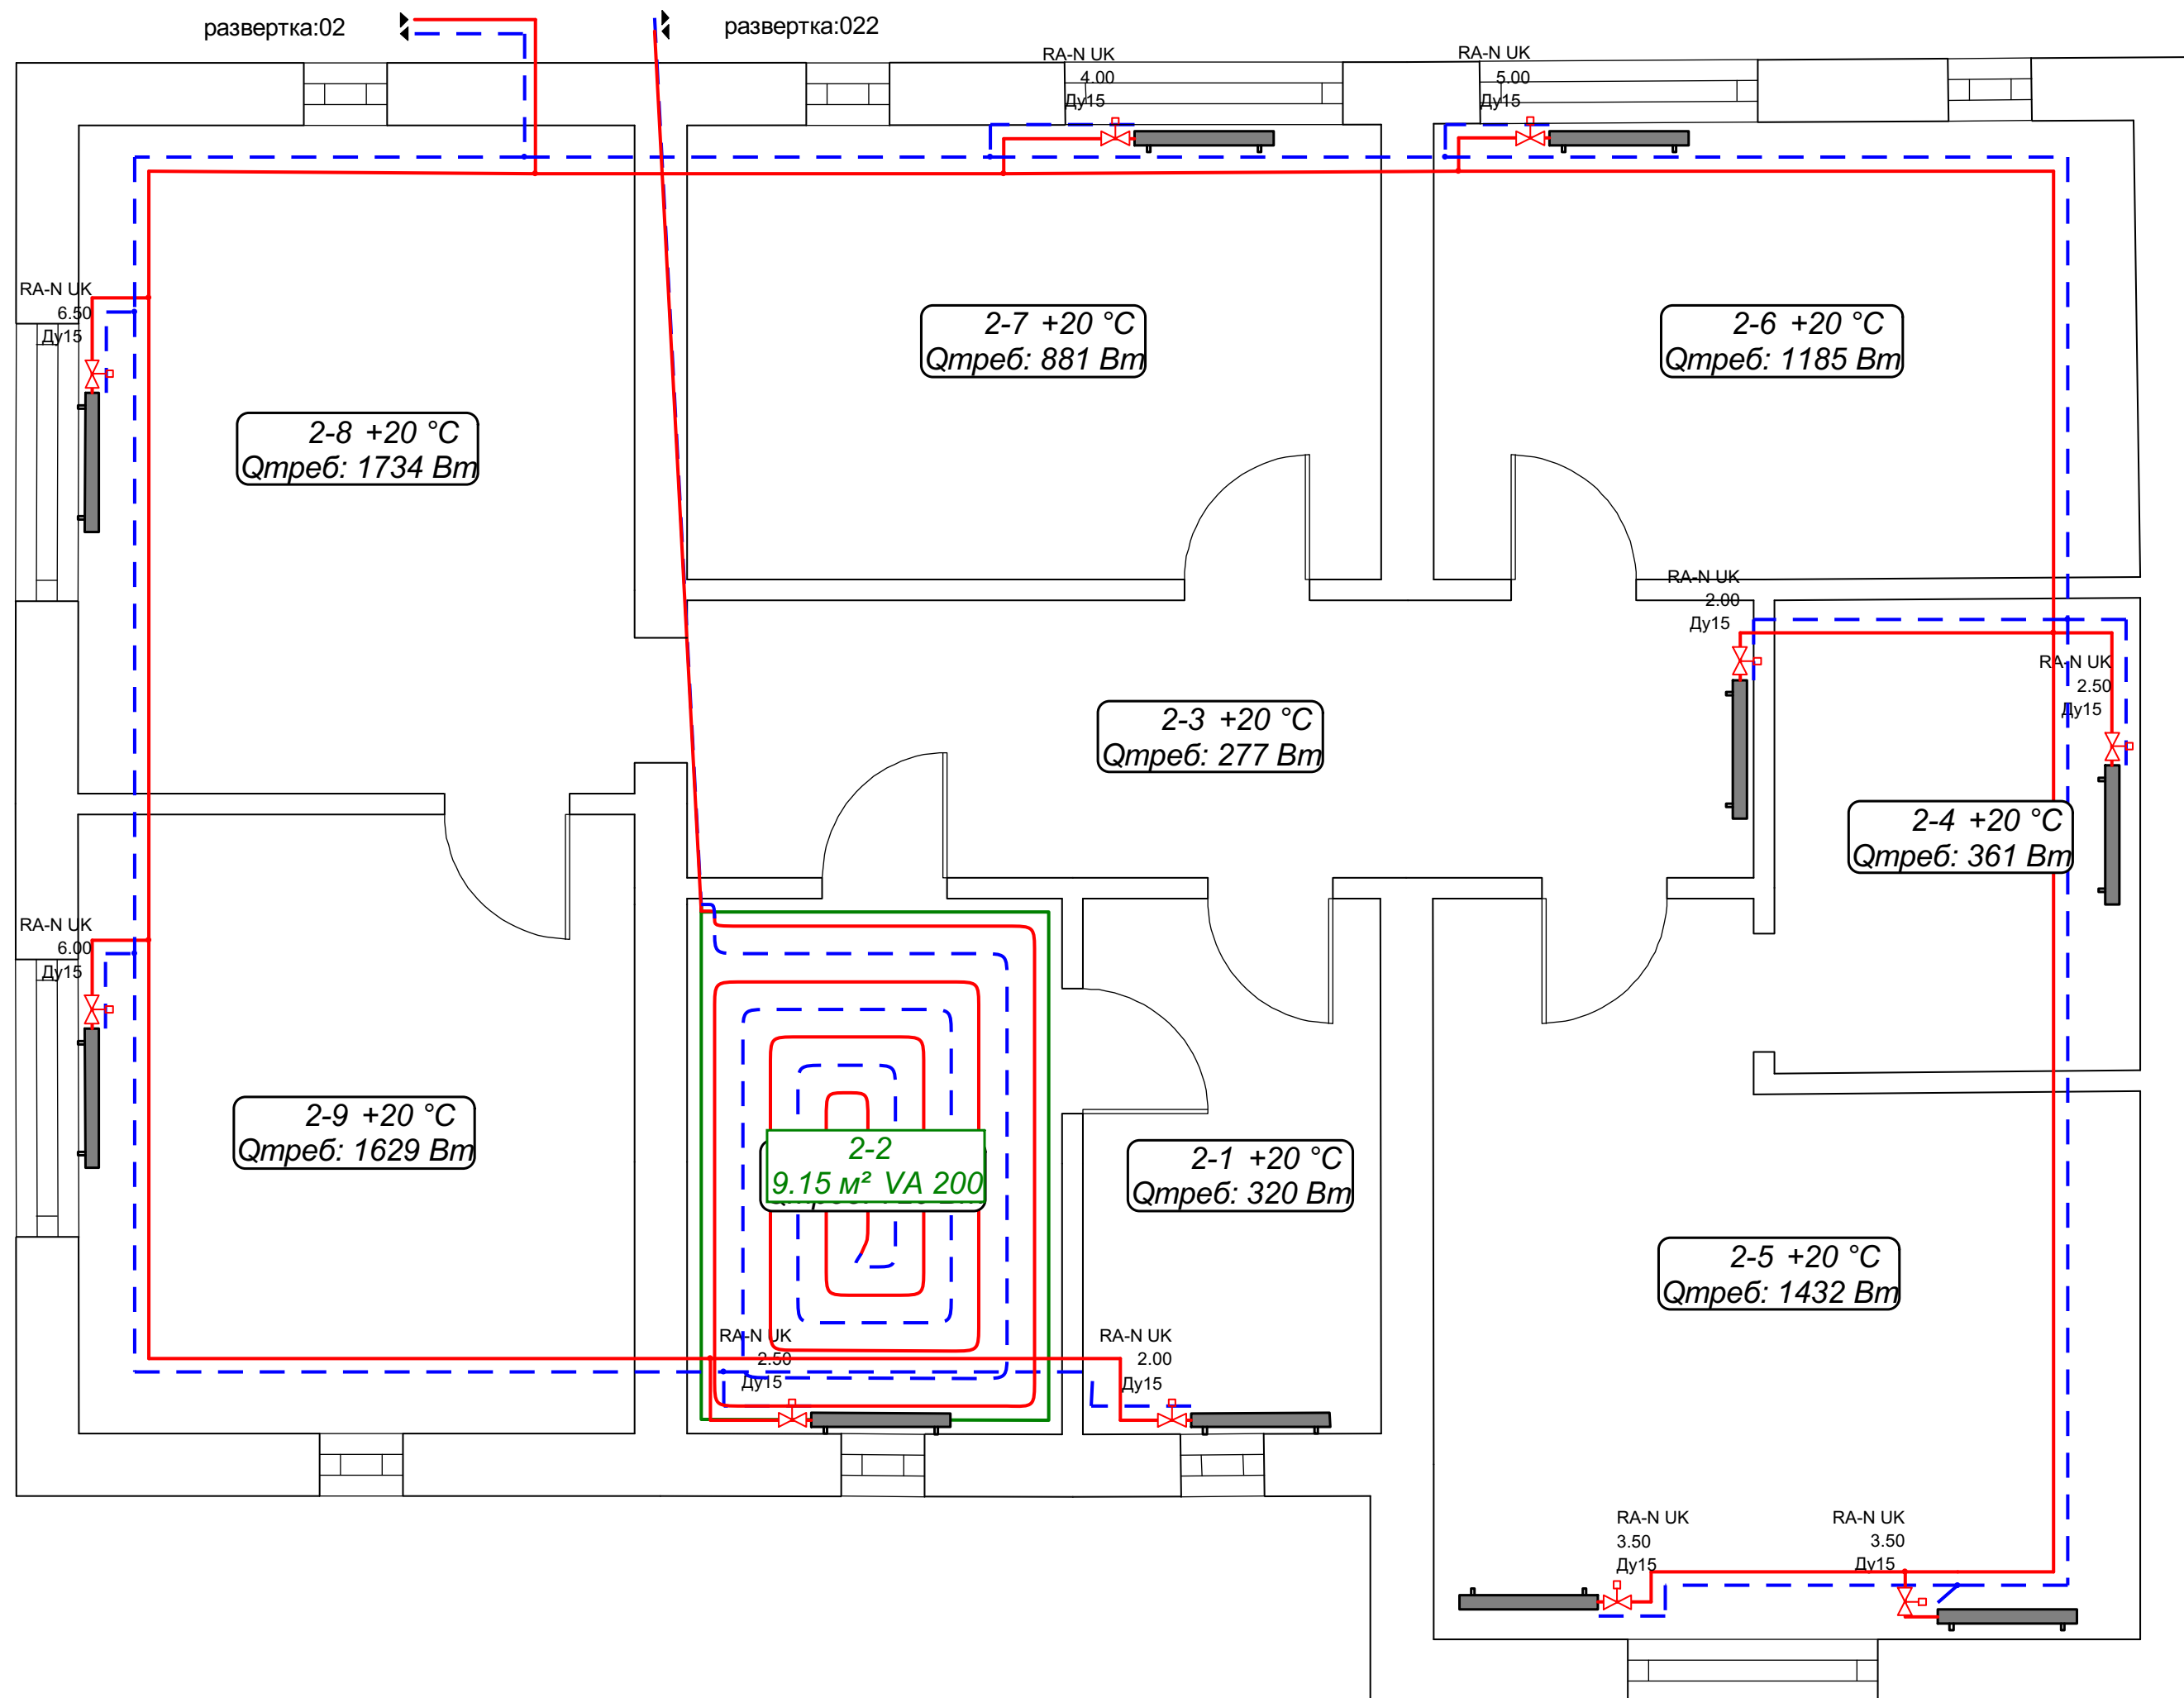 развертка:02
развертка:022
RA-N UK
4.00
Ду15
RA-N UK
5.00
Ду15
RA-N UK
6.50
Ду15
2-7 +20 °C
Qтреб: 881 Вт
2-6 +20 °C
Qтреб: 1185 Вт
2-8 +20 °C
Qтреб: 1734 Вт
RA-N UK
2.00
Ду15
RA-N UK
2.50
Ду15
2-3 +20 °C
Qтреб: 277 Вт
2-4 +20 °C
Qтреб: 361 Вт
RA-N UK
6.00
Ду15
2-9 +20 °C
Qтреб: 1629 Вт
2-2
9.15 м² VA 200
2-1 +20 °C
Qтреб: 320 Вт
2-5 +20 °C
Qтреб: 1432 Вт
RA-N UK
2.50
Ду15
RA-N UK
2.00
Ду15
RA-N UK
3.50
Ду15
RA-N UK
3.50
Ду15